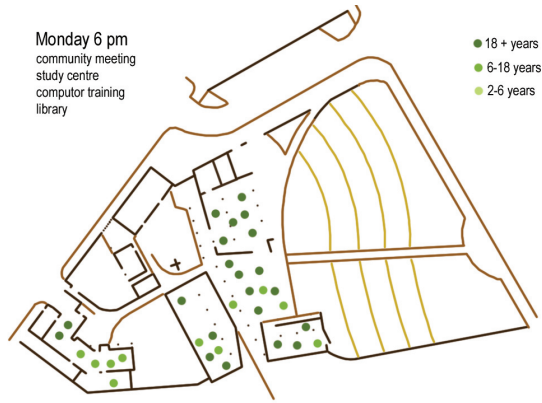 Monday 6 pm
community meeting
study centre
computor training
library
18 + years
6-18 years
2-6 years